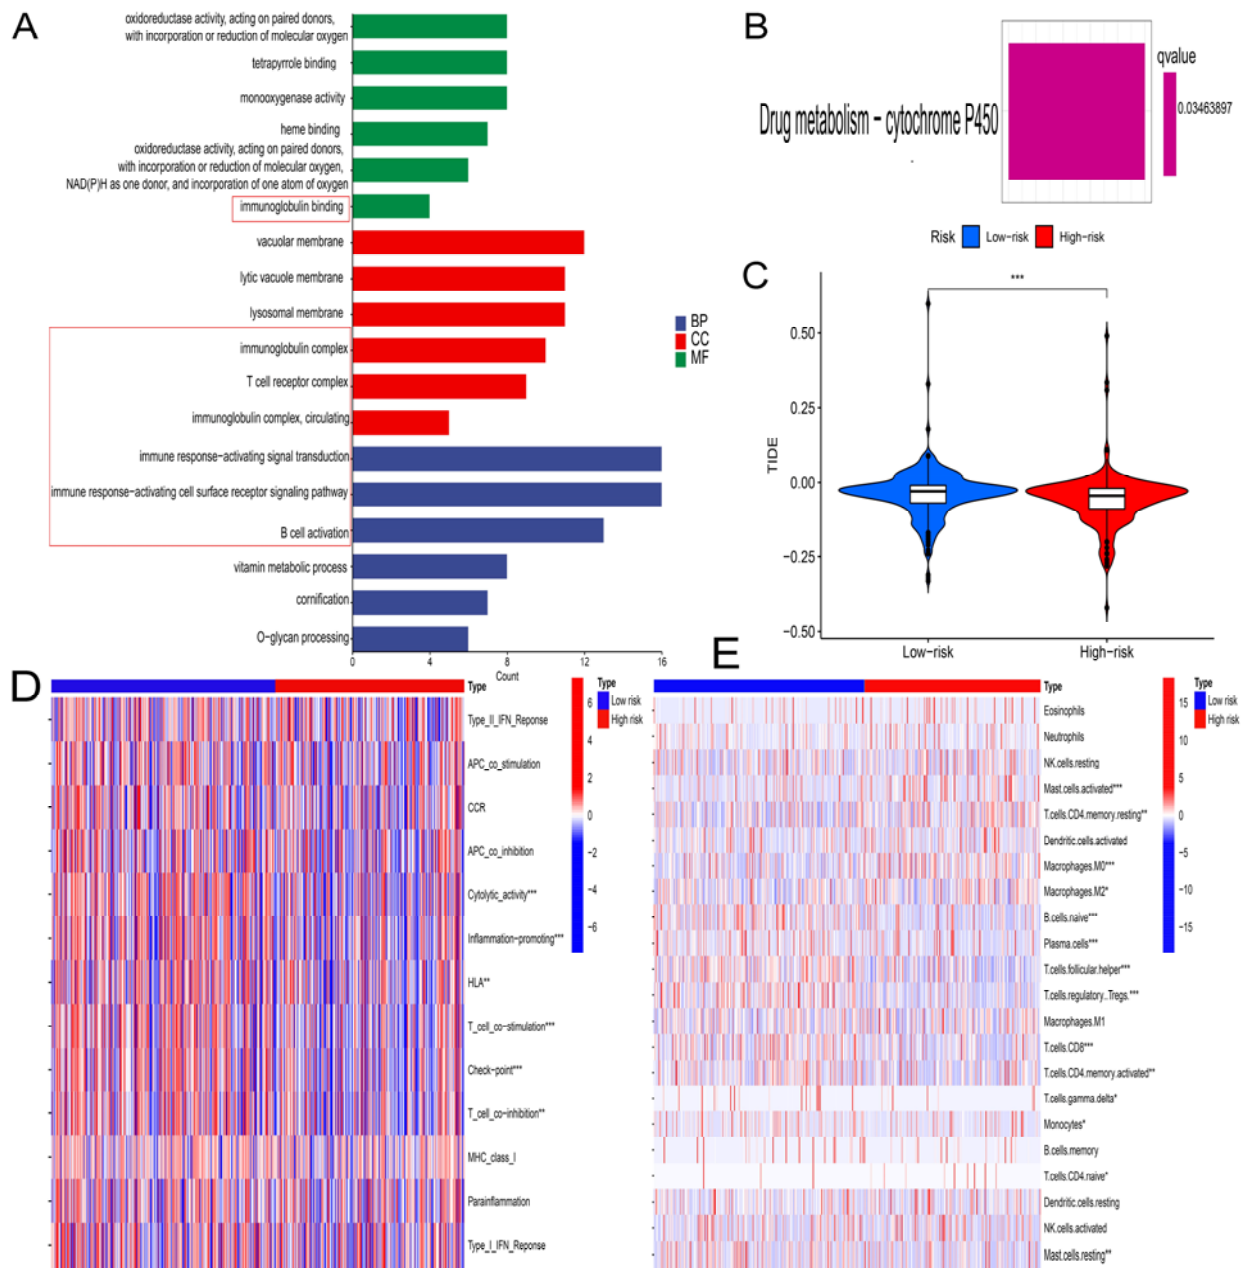 A
oxidoreductase activity, acting on paired donors,
with incorporation or reduction of molecular oxygen
tetrapyrrole binding
monooxygenase activity
heme binding
oxidoreductase activity, acting on paired donors,
with incorporation or reduction of molecular oxygen,
NAD(P)H as one donor, and incorporation of one atom of oxygen
immunoglobulin binding
vacuolar membrane
lytic vacuole membrane
lysosomal membrane
immunoglobulin complex
T cell receptor complex
immunoglobulin complex, circulating
immune response-activating signal transduction
immune response-activating cell surface receptor signaling pathway
B cell activation
vitamin metabolic process
cornification
O-glycan processing
0 4 8 12 16
Count
BP
CC
MF
B
Drug metabolism - cytochrome P450
qvalue
0.03463897
C
Risk Low-risk High-risk
***
TIDE
0.50
0.25
0.00
-0.25
-0.50
Low-risk High-risk
D
Type
Type_II_IFN_Reponse
APC_co_stimulation
CCR
APC_co_inhibition
Cytolytic_activity***
Inflammation-promoting***
HLA**
T_cell_co-stimulation***
Check-point***
T_cell_co-inhibition**
MHC_class_I
Parainflammation
Type_I_IFN_Reponse
6
4
2
0
-2
-4
-6
Type
Low risk
High risk
E
Type
Eosinophils
Neutrophils
NK.cells.resting
Mast.cells.activated***
T.cells.CD4.memory.resting**
Dendritic.cells.activated
Macrophages.M0***
Macrophages.M2*
B.cells.naive***
Plasma.cells***
T.cells.follicular.helper***
T.cells.regulatory..Tregs.***
Macrophages.M1
T.cells.CD8***
T.cells.CD4.memory.activated**
T.cells.gamma.delta*
Monocytes*
B.cells.memory
T.cells.CD4.naive*
Dendritic.cells.resting
NK.cells.activated
Mast.cells.resting**
15
10
5
0
-5
-10
-15
Type
Low risk
High risk